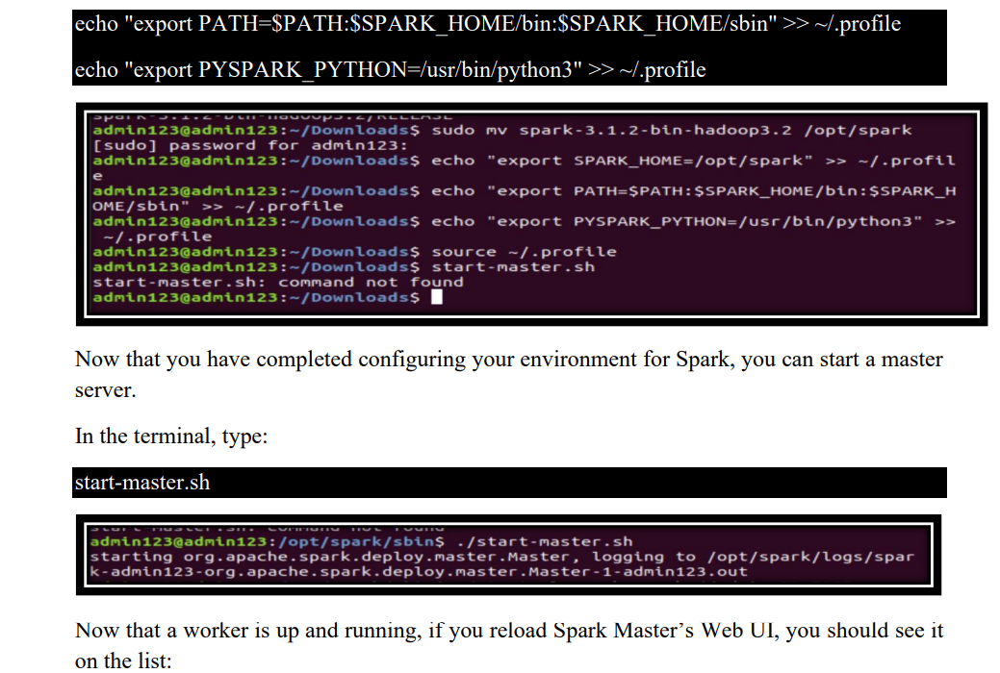 echo "export PATH=$PATH:$SPARK_HOME/bin:$SPARK_HOME/sbin" >> ~/.profile
echo "export PYSPARK_PYTHON=/usr/bin/python3" >> ~/.profile
admin123@admin123:~/Downloads$ sudo mv spark-3.1.2-bin-hadoop3.2 /opt/spark
[sudo] password for admin123:
admin123@admin123:~/Downloads$ echo "export SPARK_HOME=/opt/spark" >> ~/.profil
e
admin123@admin123:~/Downloads$ echo "export PATH=$PATH:$SPARK_HOME/bin:$SPARK_H
OME/sbin" >> ~/.profile
admin123@admin123:~/Downloads$ echo "export PYSPARK_PYTHON=/usr/bin/python3" >>
~/.profile
admin123@admin123:~/Downloads$ source ~/.profile
admin123@admin123:~/Downloads$ start-master.sh
start-master.sh: command not found
admin123@admin123:~/Downloads$
Now that you have completed configuring your environment for Spark, you can start a master
server.
In the terminal, type:
start-master.sh
admin123@admin123:/opt/spark/sbin$ ./start-master.sh
starting org.apache.spark.deploy.master.Master, logging to /opt/spark/logs/spar
k-admin123-org.apache.spark.deploy.master.Master-1-admin123.out
Now that a worker is up and running, if you reload Spark Master's Web UI, you should see it
on the list: